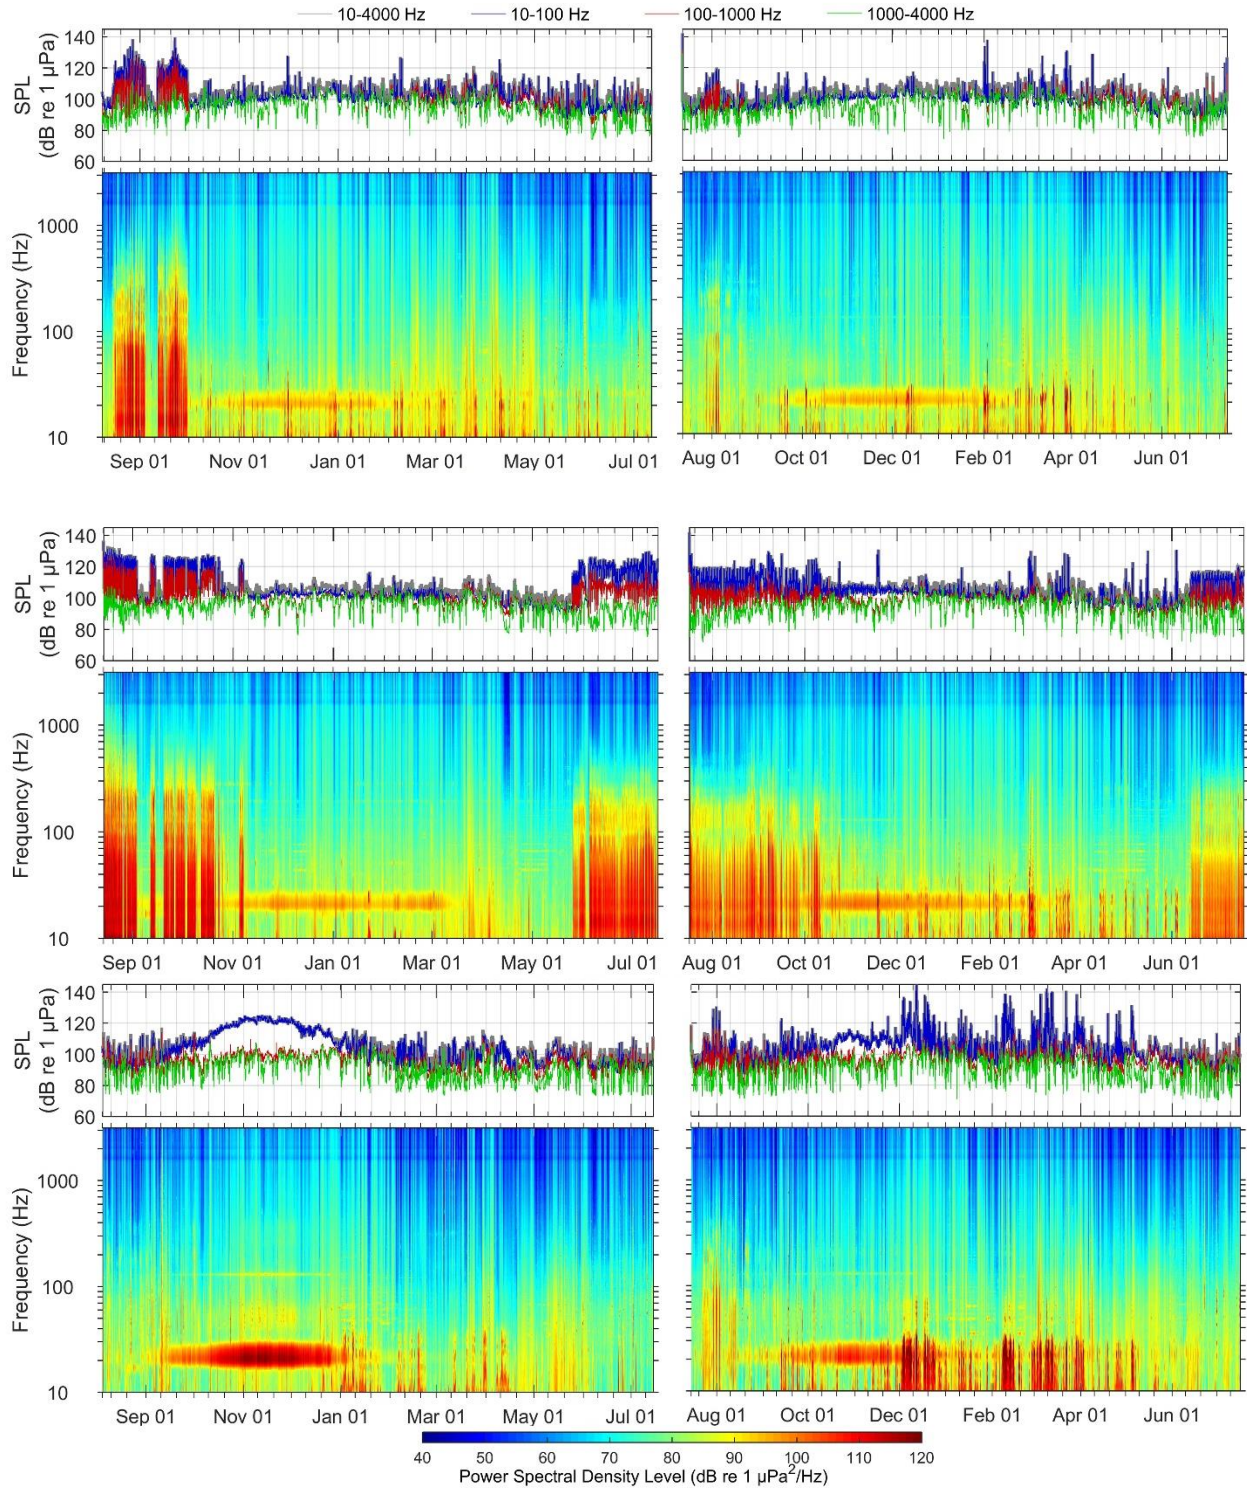 10-4000 Hz 10-100 Hz 100-1000 Hz 1000-4000 Hz
SPL
(dB re 1 µPa)
140
120
100
80
60
Frequency (Hz)
1000
100
10
Sep 01 Nov 01 Jan 01 Mar 01 May 01 Jul 01
Aug 01 Oct 01 Dec 01 Feb 01 Apr 01 Jun 01
SPL
(dB re 1 µPa)
140
120
100
80
60
Frequency (Hz)
1000
100
10
Sep 01 Nov 01 Jan 01 Mar 01 May 01 Jul 01
Aug 01 Oct 01 Dec 01 Feb 01 Apr 01 Jun 01
SPL
(dB re 1 µPa)
140
120
100
80
60
Frequency (Hz)
1000
100
10
Sep 01 Nov 01 Jan 01 Mar 01 May 01 Jul 01
Aug 01 Oct 01 Dec 01 Feb 01 Apr 01 Jun 01
40 50 60 70 80 90 100 110 120
Power Spectral Density Level (dB re 1 µPa²/Hz)